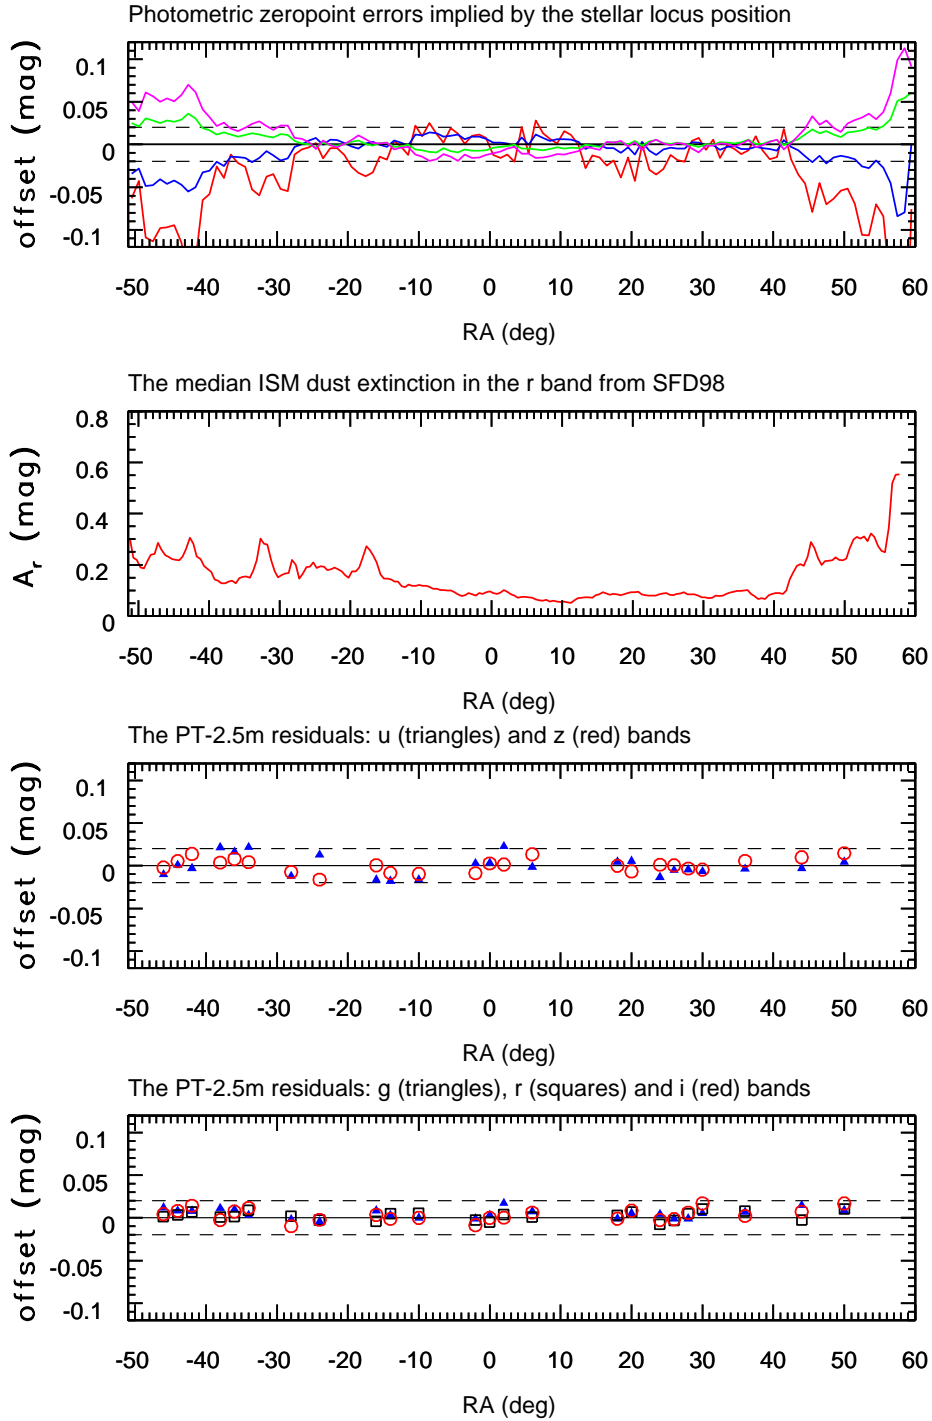 Photometric zeropoint errors implied by the stellar locus position
offset (mag)
0.1
0.05
0
-0.05
-0.1
-50 -40 -30 -20 -10 0 10 20 30 40 50 60
RA (deg)
The median ISM dust extinction in the r band from SFD98
A_r (mag)
0.8
0.6
0.4
0.2
0
-50 -40 -30 -20 -10 0 10 20 30 40 50 60
RA (deg)
The PT-2.5m residuals: u (triangles) and z (red) bands
offset (mag)
0.1
0.05
0
-0.05
-0.1
-50 -40 -30 -20 -10 0 10 20 30 40 50 60
RA (deg)
The PT-2.5m residuals: g (triangles), r (squares) and i (red) bands
offset (mag)
0.1
0.05
0
-0.05
-0.1
-50 -40 -30 -20 -10 0 10 20 30 40 50 60
RA (deg)